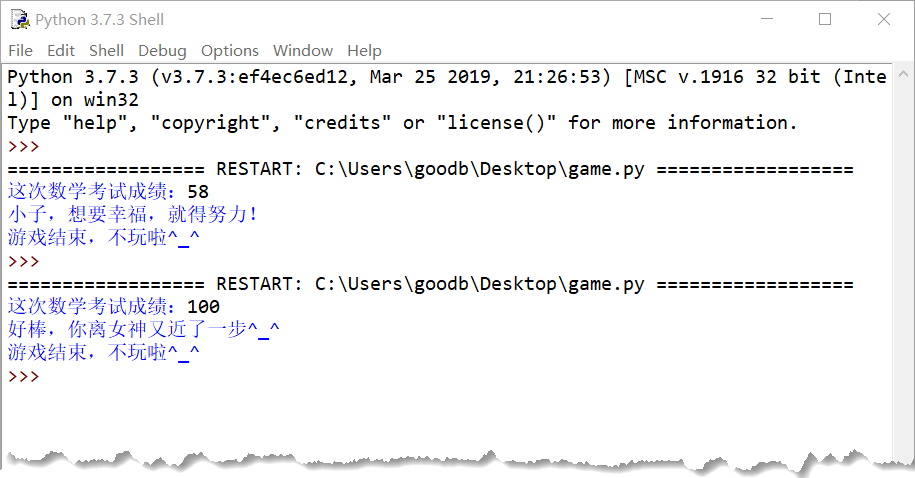 Python 3.7.3 Shell
File Edit Shell Debug Options Window Help
Python 3.7.3 (v3.7.3:ef4ec6ed12, Mar 25 2019, 21:26:53) [MSC v.1916 32 bit (Inte
l)] on win32
Type "help", "copyright", "credits" or "license()" for more information.
>>>
================== RESTART: C:\Users\goodb\Desktop\game.py ==================
这次数学考试成绩：58
小子，想要幸福，就得努力！
游戏结束，不玩啦^_^
>>>
================== RESTART: C:\Users\goodb\Desktop\game.py ==================
这次数学考试成绩：100
好棒，你离女神又近了一步^_^
游戏结束，不玩啦^_^
>>>